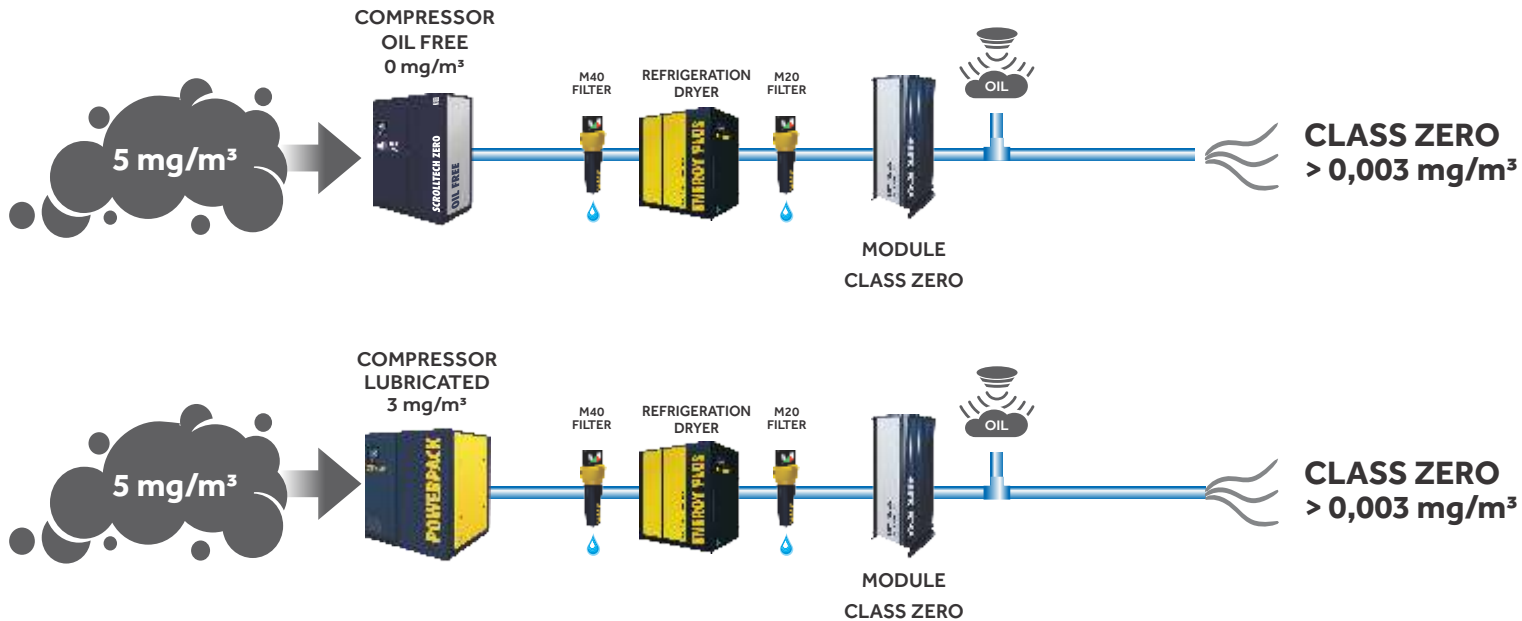 COMPRESSOR
OIL FREE
0 mg/m³
M40
FILTER
REFRIGERATION
DRYER
M20
FILTER
OIL
5 mg/m³
SCROLLTECH ZERO
OIL FREE
ENERGY PLUS
CLASS ZERO
> 0,003 mg/m³
MODULE
CLASS ZERO
COMPRESSOR
LUBRICATED
3 mg/m³
M40
FILTER
REFRIGERATION
DRYER
M20
FILTER
OIL
5 mg/m³
POWERPACK
ENERGY PLUS
CLASS ZERO
> 0,003 mg/m³
MODULE
CLASS ZERO